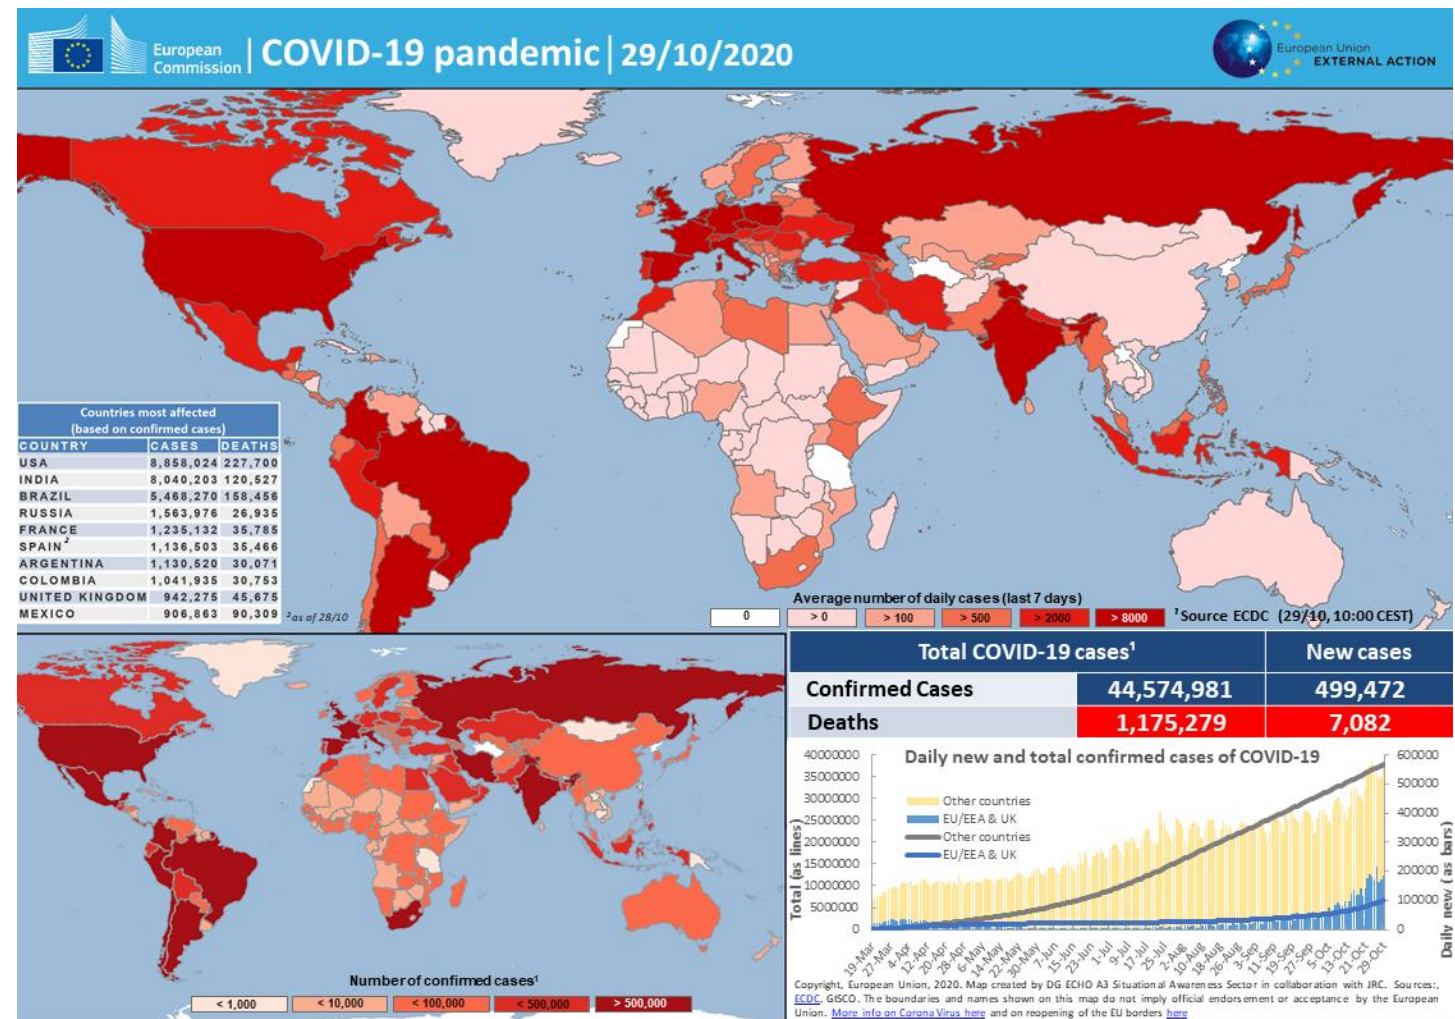 European
Commission
COVID-19 pandemic | 29/10/2020
European Union
EXTERNAL ACTION
Countries most affected
(based on confirmed cases)
COUNTRY CASES DEATHS
USA 8,858,024 227,700
INDIA 8,040,203 120,527
BRAZIL 5,468,270 158,456
RUSSIA 1,563,976 26,935
FRANCE 1,235,132 35,785
SPAIN² 1,136,503 35,466
ARGENTINA 1,130,520 30,071
COLOMBIA 1,041,935 30,753
UNITED KINGDOM 942,275 45,675
MEXICO 906,863 90,309
²as of 28/10
Average number of daily cases (last 7 days)
0 > 0 > 100 > 500 > 2000 > 8000
¹Source ECDC (29/10, 10:00 CEST)
Number of confirmed cases¹
< 1,000 < 10,000 < 100,000 < 500,000 > 500,000
Total COVID-19 cases¹ New cases
Confirmed Cases 44,574,981 499,472
Deaths 1,175,279 7,082
Daily new and total confirmed cases of COVID-19
Total (as lines)
40000000
35000000
30000000
25000000
20000000
15000000
10000000
5000000
0
Other countries
EU/EEA & UK
Other countries
EU/EEA & UK
600000
500000
400000
300000
200000
100000
0
Daily new (as bars)
19-Mar 27-Mar 4-Apr 12-Apr 20-Apr 28-Apr 6-May 14-May 22-May 30-May 7-Jun 15-Jun 23-Jun 1-Jul 9-Jul 17-Jul 25-Jul 2-Aug 10-Aug 18-Aug 26-Aug 3-Sep 11-Sep 19-Sep 27-Sep 5-Oct 13-Oct 21-Oct 29-Oct
Copyright, European Union, 2020. Map created by DG ECHO A3 Situational Awareness Sector in collaboration with JRC. Sources:,
ECDC, GISCO. The boundaries and names shown on this map do not imply official endorsement or acceptance by the European
Union. More info on Corona Virus here and on reopening of the EU borders here